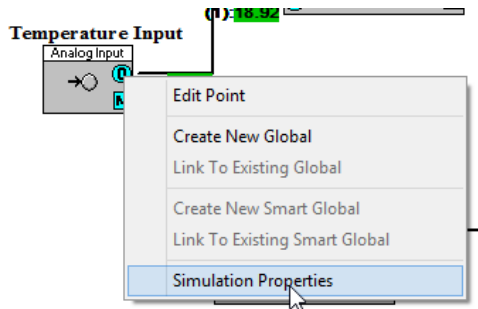 (1):18.92
Temperature Input
Analog Input
O
M
Edit Point
Create New Global
Link To Existing Global
Create New Smart Global
Link To Existing Smart Global
Simulation Properties